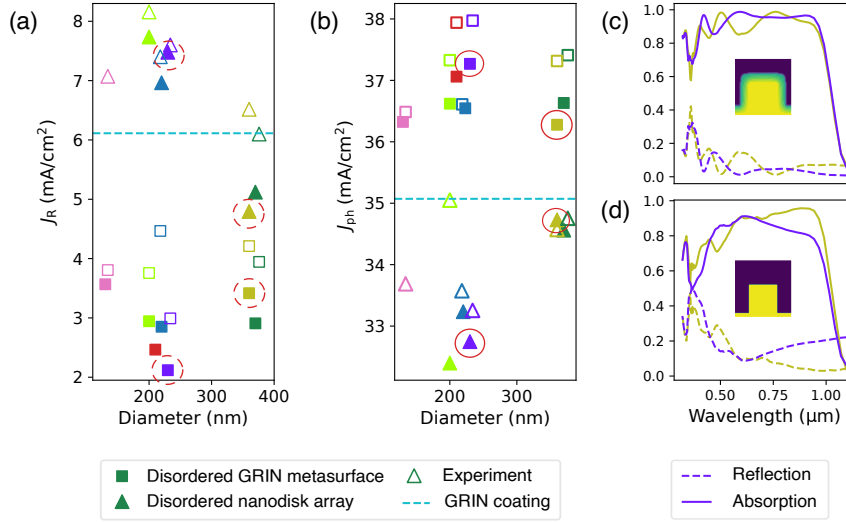 (a)
8
7
6
5
4
3
2
J_R (mA/cm²)
200
300
400
Diameter (nm)
(b)
38
37
36
35
34
33
32
J_ph (mA/cm²)
200
300
Diameter (nm)
(c)
1.0
0.8
0.6
0.4
0.2
0.0
(d)
1.0
0.8
0.6
0.4
0.2
0.0
0.50
0.75
1.00
Wavelength (μm)
Disordered GRIN metasurface
Disordered nanodisk array
Experiment
GRIN coating
Reflection
Absorption